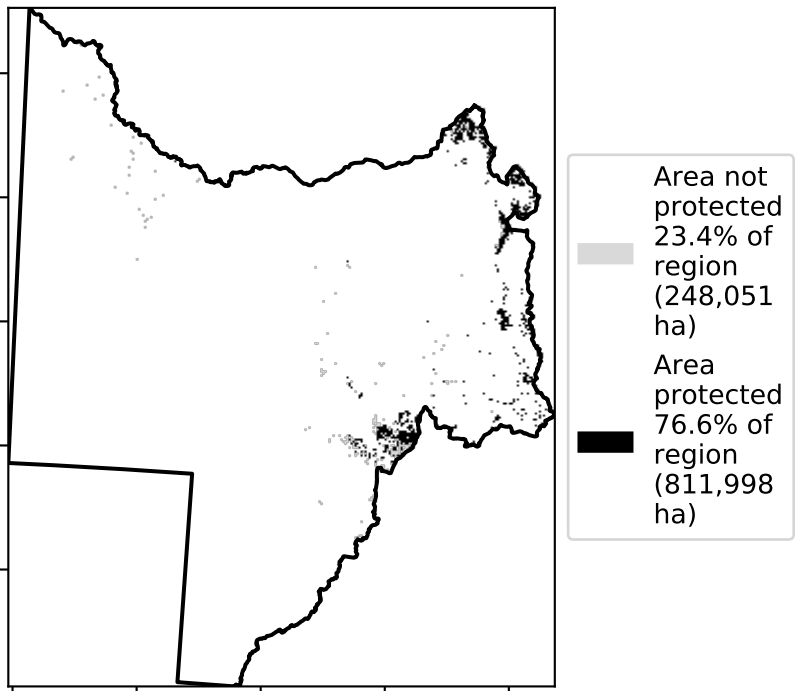 Area not
protected
23.4% of
region
(248,051
ha)
Area
protected
76.6% of
region
(811,998
ha)